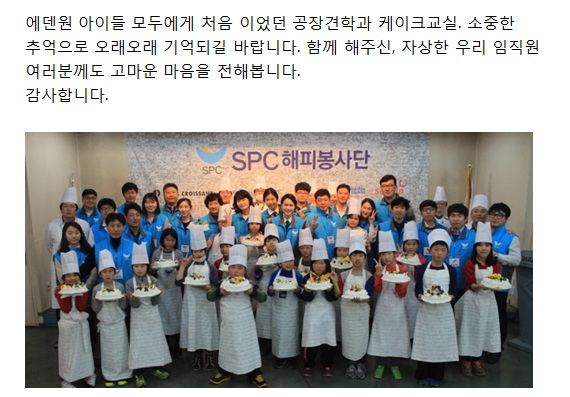 에덴원 아이들 모두에게 처음 이었던 공장견학과 케이크교실. 소중한
추억으로 오래오래 기억되길 바랍니다. 함께 해주신, 자상한 우리 임직원
여러분께도 고마운 마음을 전해봅니다.
감사합니다.
SPC
SPC해피봉사단